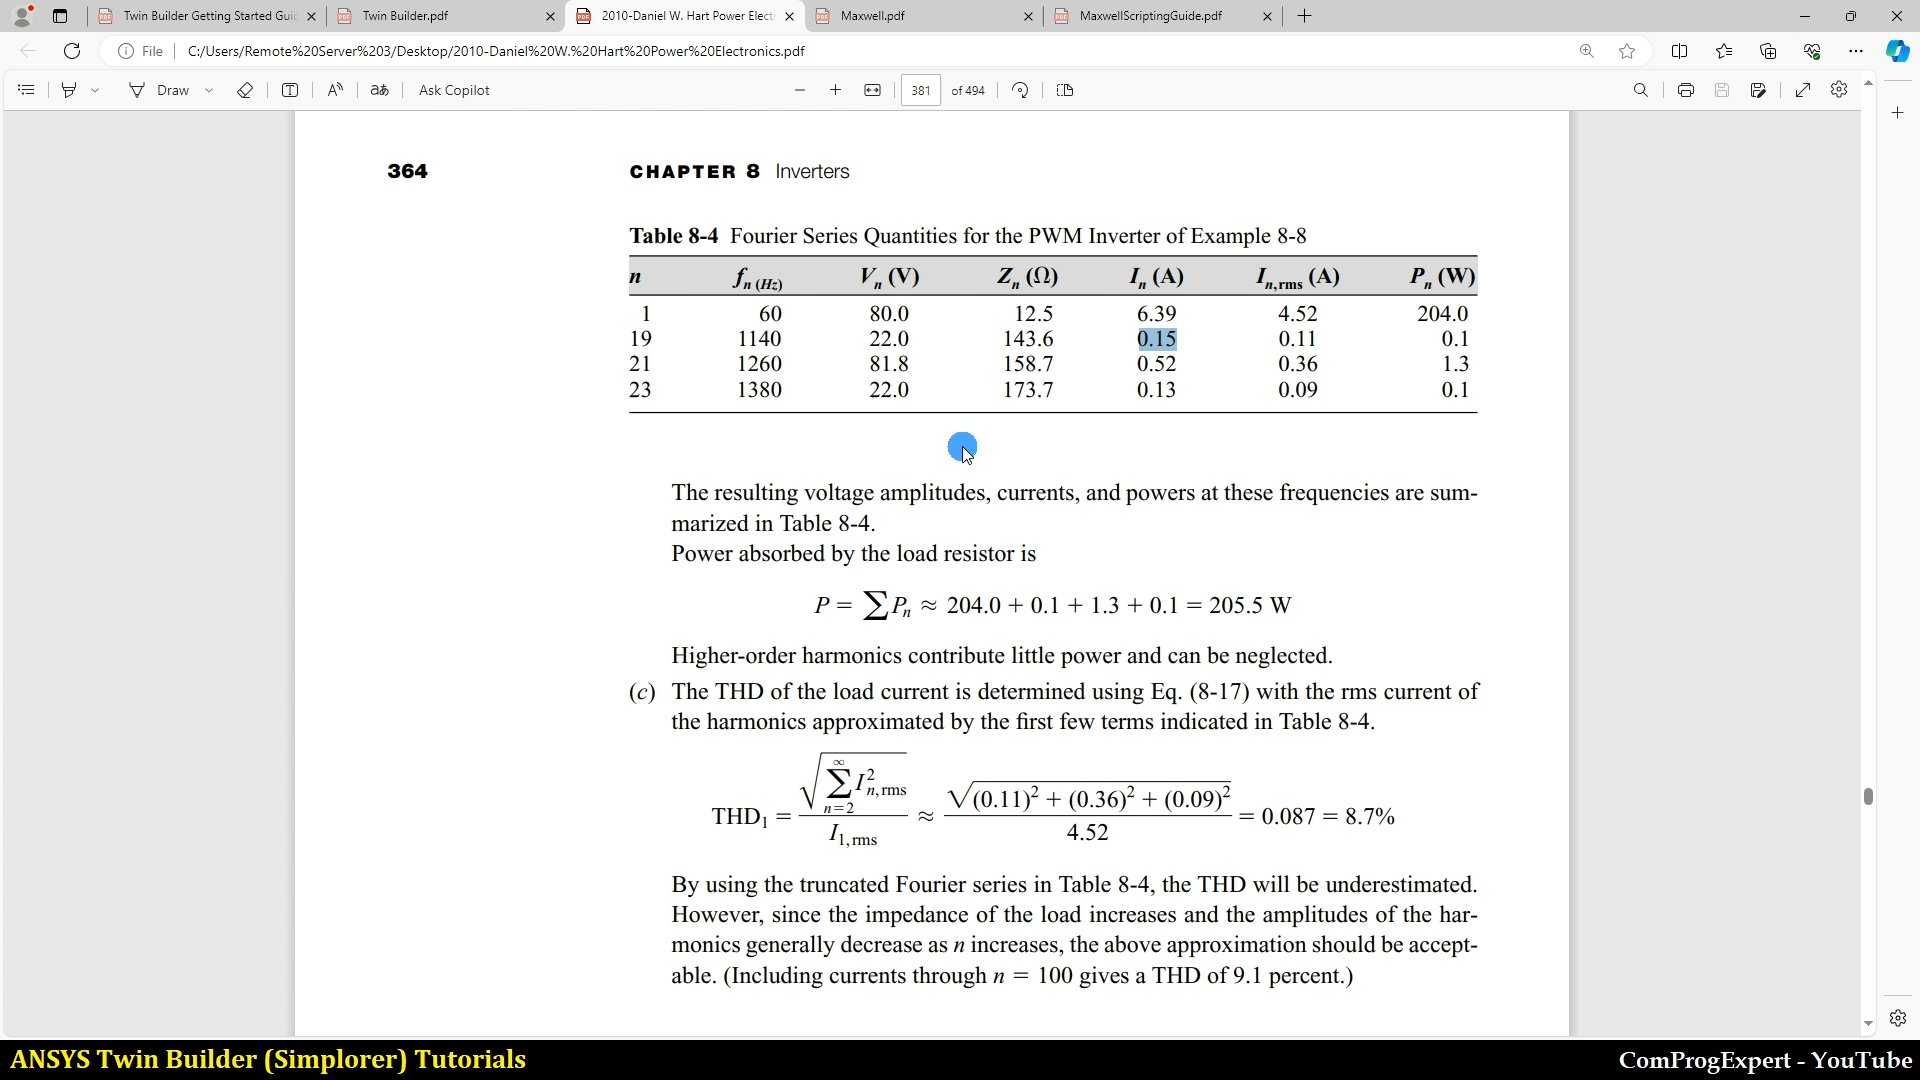 Twin Builder Getting Started Guid
Twin Builder.pdf
2010-Daniel W. Hart Power Elect
Maxwell.pdf
MaxwellScriptingGuide.pdf
File
C:/Users/Remote%20Server%203/Desktop/2010-Daniel%20W.%20Hart%20Power%20Electronics.pdf
Draw
Ask Copilot
381 of 494
364 CHAPTER 8 Inverters
Table 8-4 Fourier Series Quantities for the PWM Inverter of Example 8-8
n fn (Hz) Vn (V) Zn (Ω) In (A) In,rms (A) Pn (W)
1 60 80.0 12.5 6.39 4.52 204.0
19 1140 22.0 143.6 0.15 0.11 0.1
21 1260 81.8 158.7 0.52 0.36 1.3
23 1380 22.0 173.7 0.13 0.09 0.1
The resulting voltage amplitudes, currents, and powers at these frequencies are sum-
marized in Table 8-4.
Power absorbed by the load resistor is
P = ∑Pn ≈ 204.0 + 0.1 + 1.3 + 0.1 = 205.5 W
Higher-order harmonics contribute little power and can be neglected.
(c) The THD of the load current is determined using Eq. (8-17) with the rms current of
the harmonics approximated by the first few terms indicated in Table 8-4.
THD1 = √(∑_{n=2}^{∞} I²n,rms) / I1,rms ≈ √((0.11)² + (0.36)² + (0.09)²) / 4.52 = 0.087 = 8.7%
By using the truncated Fourier series in Table 8-4, the THD will be underestimated.
However, since the impedance of the load increases and the amplitudes of the har-
monics generally decrease as n increases, the above approximation should be accept-
able. (Including currents through n = 100 gives a THD of 9.1 percent.)
ANSYS Twin Builder (Simplorer) Tutorials
ComProgExpert - YouTube